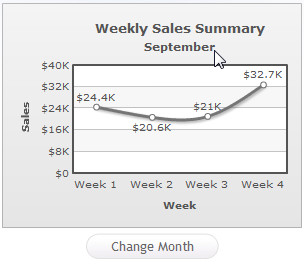 Weekly Sales Summary
September
$40K
$32K
$24K
$16K
$8K
$0
Sales
$24.4K
$20.6K
$21K
$32.7K
Week 1 Week 2 Week 3 Week 4
Week
Change Month